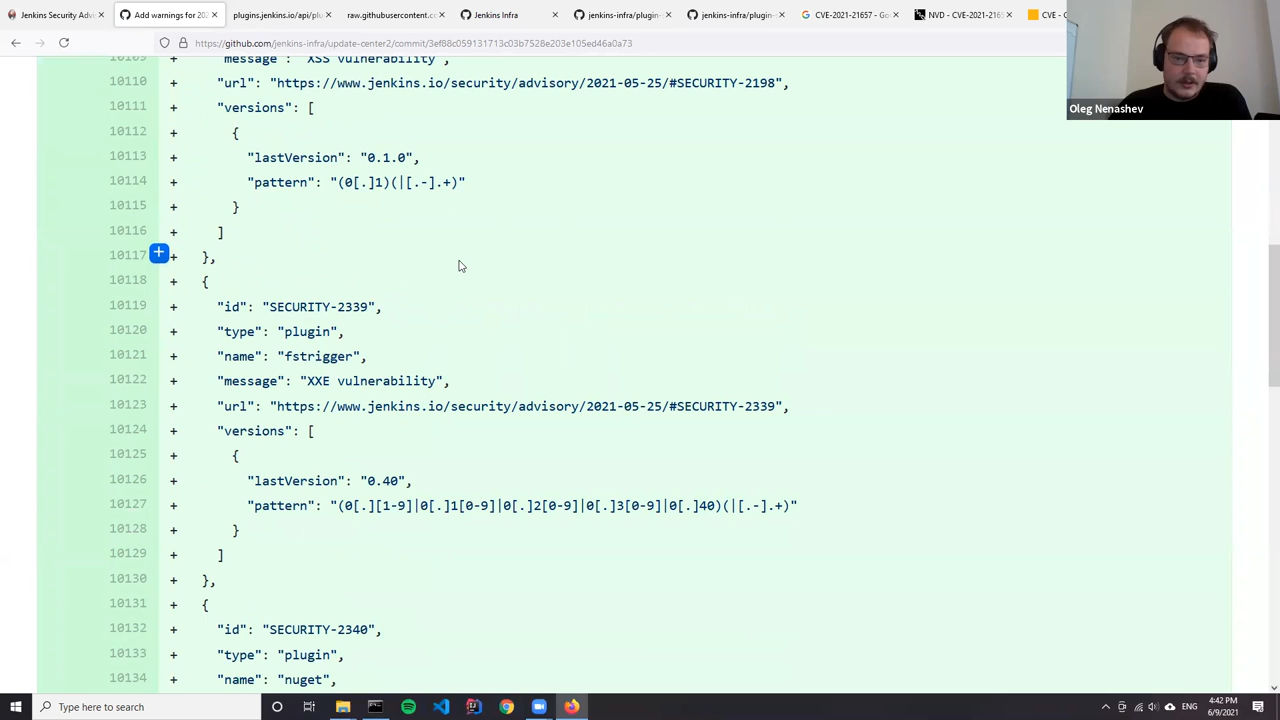 Jenkins Security Advis
Add warnings for 202
plugins.jenkins.io/api/plu
raw.githubusercontent.c
Jenkins Infra
jenkins-infra/plugin-
jenkins-infra/plugin-
CVE-2021-21657 - Go
NVD - CVE-2021-2165
CVE - C
https://github.com/jenkins-infra/update-center2/commit/3ef88c059131713c03b7528e203e105ed46a0a73
Oleg Nenashev
10109 + "message": "XSS vulnerability",
10110 + "url": "https://www.jenkins.io/security/advisory/2021-05-25/#SECURITY-2198",
10111 + "versions": [
10112 + {
10113 + "lastVersion": "0.1.0",
10114 + "pattern": "(0[.]1)(|[.-].+)"
10115 + }
10116 + ]
10117 + },
10118 + {
10119 + "id": "SECURITY-2339",
10120 + "type": "plugin",
10121 + "name": "fstrigger",
10122 + "message": "XXE vulnerability",
10123 + "url": "https://www.jenkins.io/security/advisory/2021-05-25/#SECURITY-2339",
10124 + "versions": [
10125 + {
10126 + "lastVersion": "0.40",
10127 + "pattern": "(0[.][1-9]|0[.]1[0-9]|0[.]2[0-9]|0[.]3[0-9]|0[.]40)(|[.-].+)"
10128 + }
10129 + ]
10130 + },
10131 + {
10132 + "id": "SECURITY-2340",
10133 + "type": "plugin",
10134 + "name": "nuget",
Type here to search
ENG
4:42 PM
6/9/2021